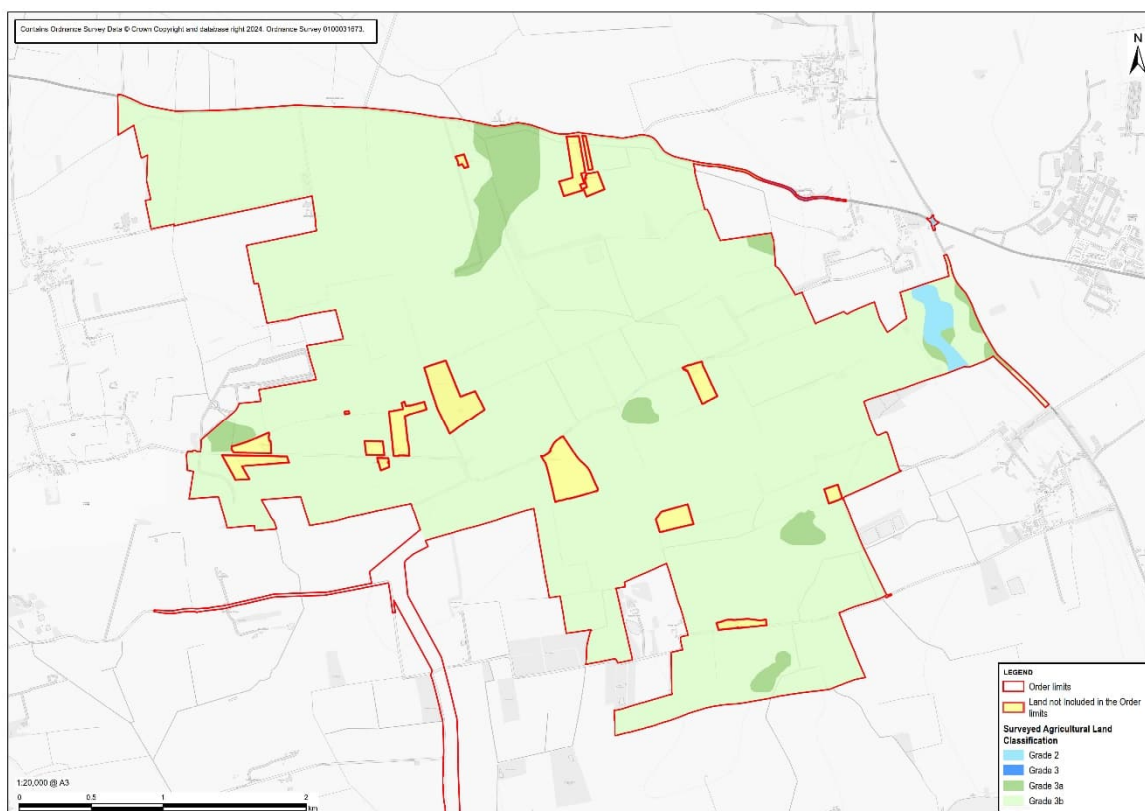 Contains Ordnance Survey Data © Crown Copyright and database right 2024. Ordnance Survey 0100031673.
N
LEGEND
Order limits
Land not Included in the Order
limits
Surveyed Agricultural Land
Classification
Grade 2
Grade 3
Grade 3a
Grade 3b
1:20,000 @ A3
0 0.5 1 2
km